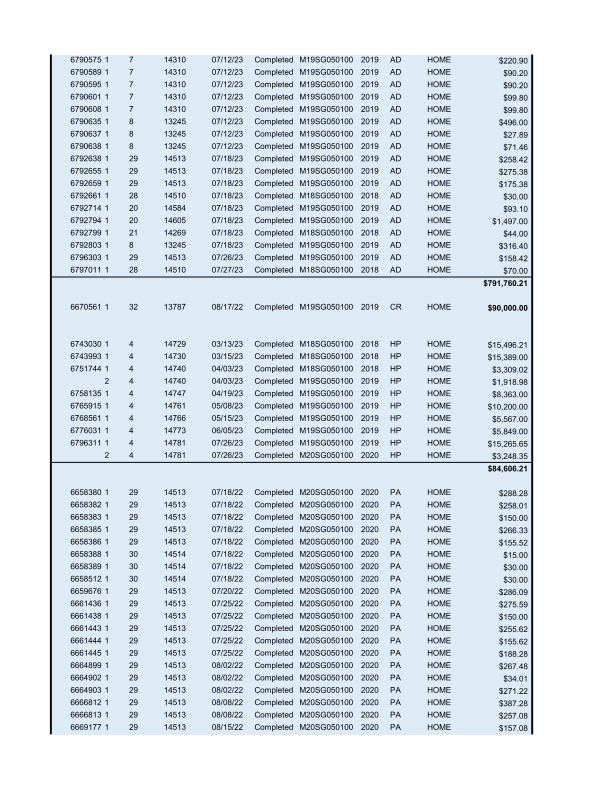 6790575 1 7 14310 07/12/23 Completed M19SG050100 2019 AD HOME $220.90
6790589 1 7 14310 07/12/23 Completed M19SG050100 2019 AD HOME $90.20
6790595 1 7 14310 07/12/23 Completed M19SG050100 2019 AD HOME $90.20
6790601 1 7 14310 07/12/23 Completed M19SG050100 2019 AD HOME $99.80
6790608 1 7 14310 07/12/23 Completed M19SG050100 2019 AD HOME $99.80
6790635 1 8 13245 07/12/23 Completed M19SG050100 2019 AD HOME $496.00
6790637 1 8 13245 07/12/23 Completed M19SG050100 2019 AD HOME $27.89
6790638 1 8 13245 07/12/23 Completed M19SG050100 2019 AD HOME $71.46
6792638 1 29 14513 07/18/23 Completed M19SG050100 2019 AD HOME $258.42
6792655 1 29 14513 07/18/23 Completed M19SG050100 2019 AD HOME $275.38
6792659 1 29 14513 07/18/23 Completed M19SG050100 2019 AD HOME $175.38
6792661 1 28 14510 07/18/23 Completed M18SG050100 2018 AD HOME $30.00
6792714 1 20 14584 07/18/23 Completed M19SG050100 2019 AD HOME $93.10
6792794 1 20 14605 07/18/23 Completed M19SG050100 2019 AD HOME $1,497.00
6792799 1 21 14269 07/18/23 Completed M18SG050100 2018 AD HOME $44.00
6792803 1 8 13245 07/18/23 Completed M19SG050100 2019 AD HOME $316.40
6796303 1 29 14513 07/26/23 Completed M19SG050100 2019 AD HOME $158.42
6797011 1 28 14510 07/27/23 Completed M18SG050100 2018 AD HOME $70.00
$791,760.21
6670561 1 32 13787 08/17/22 Completed M19SG050100 2019 CR HOME $90,000.00
6743030 1 4 14729 03/13/23 Completed M18SG050100 2018 HP HOME $15,496.21
6743993 1 4 14730 03/15/23 Completed M18SG050100 2018 HP HOME $15,389.00
6751744 1 4 14740 04/03/23 Completed M18SG050100 2018 HP HOME $3,309.02
2 4 14740 04/03/23 Completed M19SG050100 2019 HP HOME $1,918.98
6758135 1 4 14747 04/19/23 Completed M19SG050100 2019 HP HOME $8,363.00
6765915 1 4 14761 05/08/23 Completed M19SG050100 2019 HP HOME $10,200.00
6768561 1 4 14766 05/15/23 Completed M19SG050100 2019 HP HOME $5,567.00
6776031 1 4 14773 06/05/23 Completed M19SG050100 2019 HP HOME $5,849.00
6796311 1 4 14781 07/26/23 Completed M19SG050100 2019 HP HOME $15,265.65
2 4 14781 07/26/23 Completed M20SG050100 2020 HP HOME $3,248.35
$84,606.21
6658380 1 29 14513 07/18/22 Completed M20SG050100 2020 PA HOME $288.28
6658382 1 29 14513 07/18/22 Completed M20SG050100 2020 PA HOME $258.01
6658383 1 29 14513 07/18/22 Completed M20SG050100 2020 PA HOME $150.00
6658385 1 29 14513 07/18/22 Completed M20SG050100 2020 PA HOME $266.33
6658386 1 29 14513 07/18/22 Completed M20SG050100 2020 PA HOME $155.52
6658388 1 30 14514 07/18/22 Completed M20SG050100 2020 PA HOME $15.00
6658389 1 30 14514 07/18/22 Completed M20SG050100 2020 PA HOME $30.00
6658512 1 30 14514 07/18/22 Completed M20SG050100 2020 PA HOME $30.00
6659676 1 29 14513 07/20/22 Completed M20SG050100 2020 PA HOME $286.09
6661436 1 29 14513 07/25/22 Completed M20SG050100 2020 PA HOME $275.59
6661438 1 29 14513 07/25/22 Completed M20SG050100 2020 PA HOME $150.00
6661443 1 29 14513 07/25/22 Completed M20SG050100 2020 PA HOME $255.62
6661444 1 29 14513 07/25/22 Completed M20SG050100 2020 PA HOME $155.62
6661445 1 29 14513 07/25/22 Completed M20SG050100 2020 PA HOME $188.28
6664899 1 29 14513 08/02/22 Completed M20SG050100 2020 PA HOME $267.48
6664902 1 29 14513 08/02/22 Completed M20SG050100 2020 PA HOME $34.01
6664903 1 29 14513 08/02/22 Completed M20SG050100 2020 PA HOME $271.22
6666812 1 29 14513 08/08/22 Completed M20SG050100 2020 PA HOME $387.28
6666813 1 29 14513 08/08/22 Completed M20SG050100 2020 PA HOME $257.08
6669177 1 29 14513 08/15/22 Completed M20SG050100 2020 PA HOME $157.08